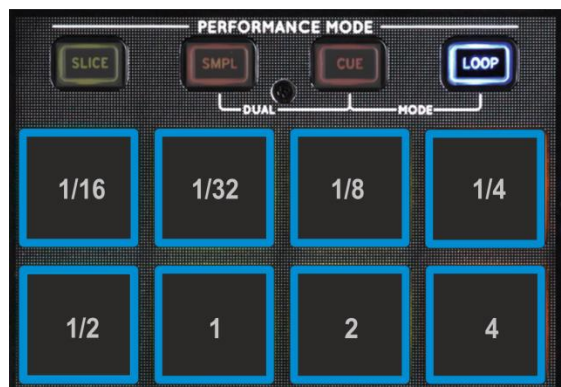 PERFORMANCE MODE
SLICE SMPL CUE LOOP
DUAL MODE
1/16 1/32 1/8 1/4
1/2 1 2 4